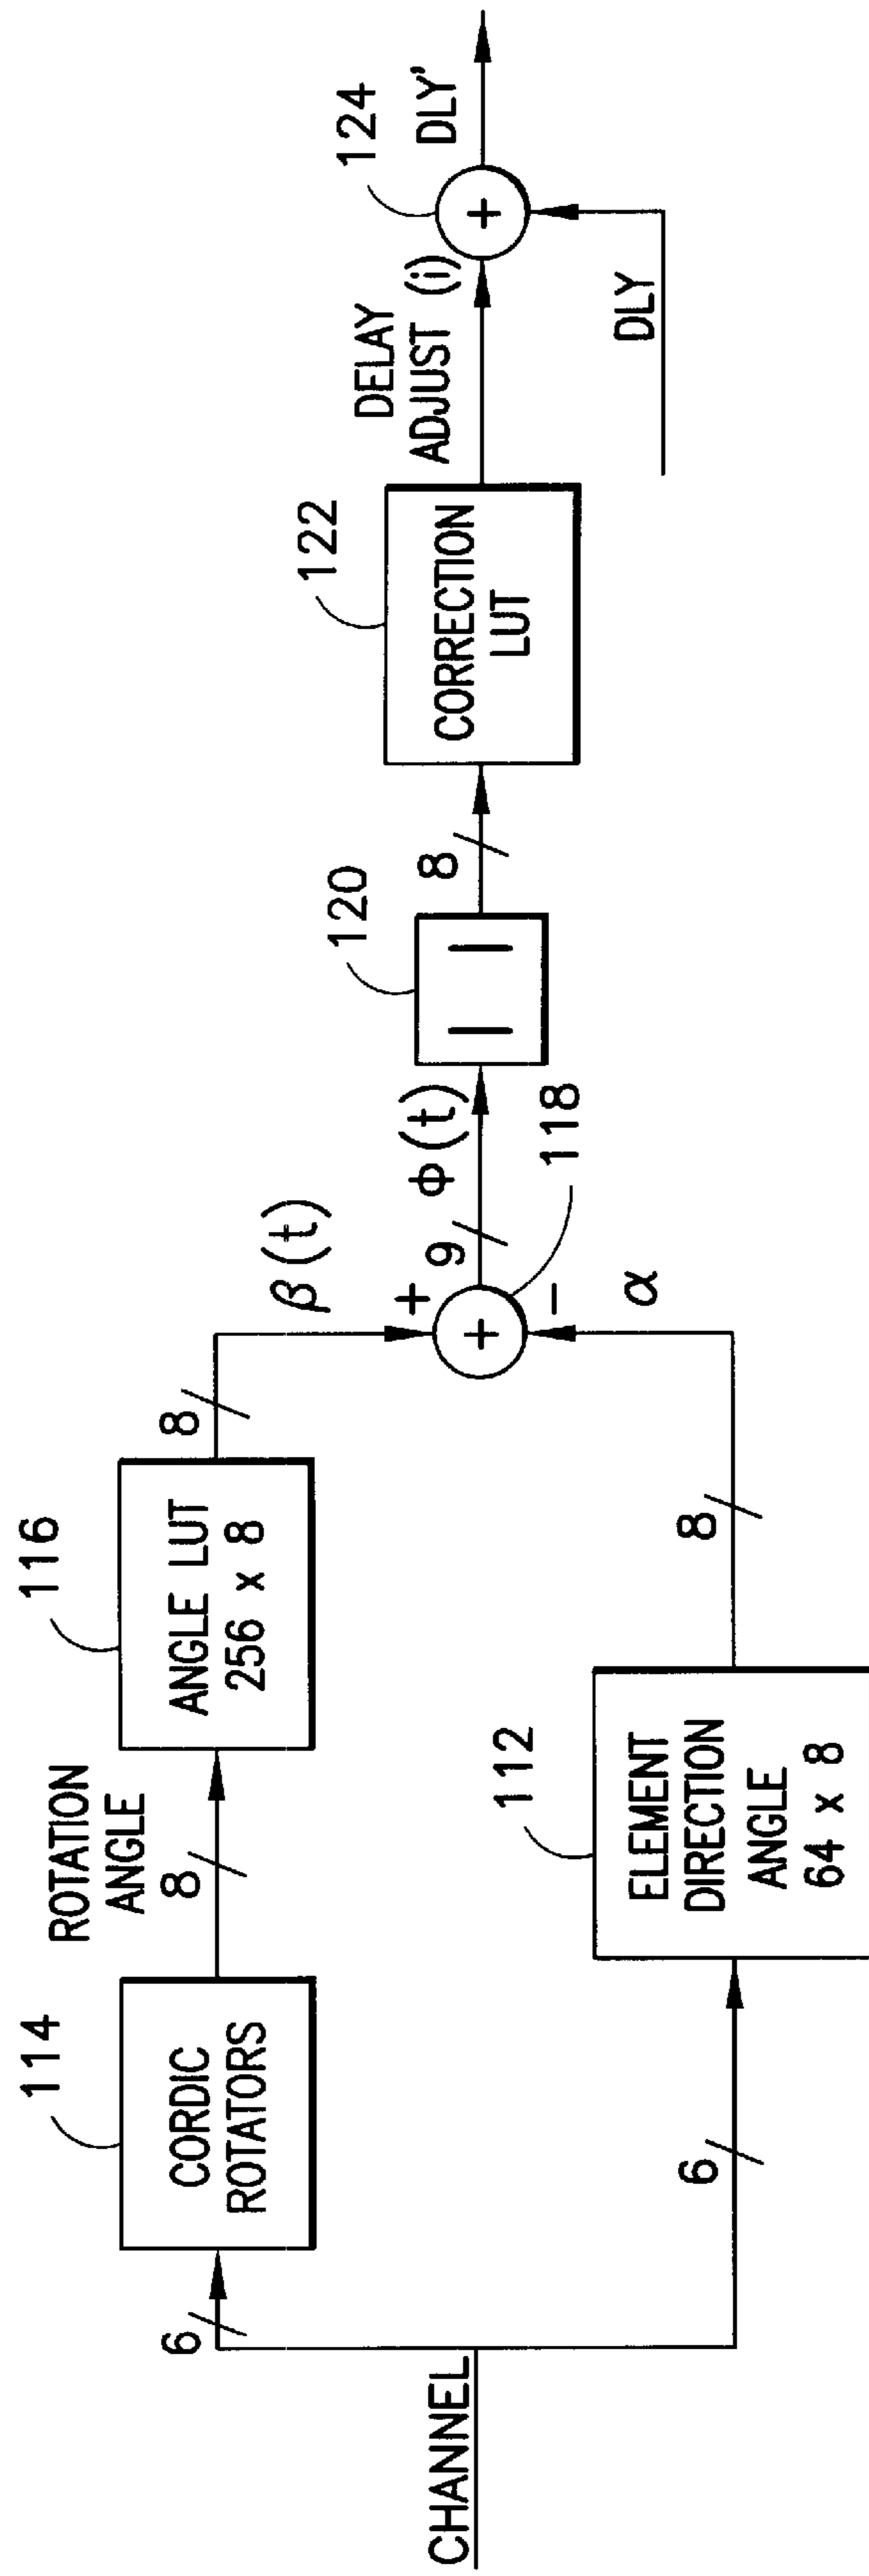 CHANNEL
6
114
CORDIC
ROTATORS
ROTATION
ANGLE
8
116
ANGLE LUT
256 x 8
8
β(t)
6
112
ELEMENT
DIRECTION
ANGLE
64 x 8
8
α
+
+
−
118
9
Φ(t)
120
| |
8
122
CORRECTION
LUT
DELAY
ADJUST (i)
124
+
DLY'
DLY